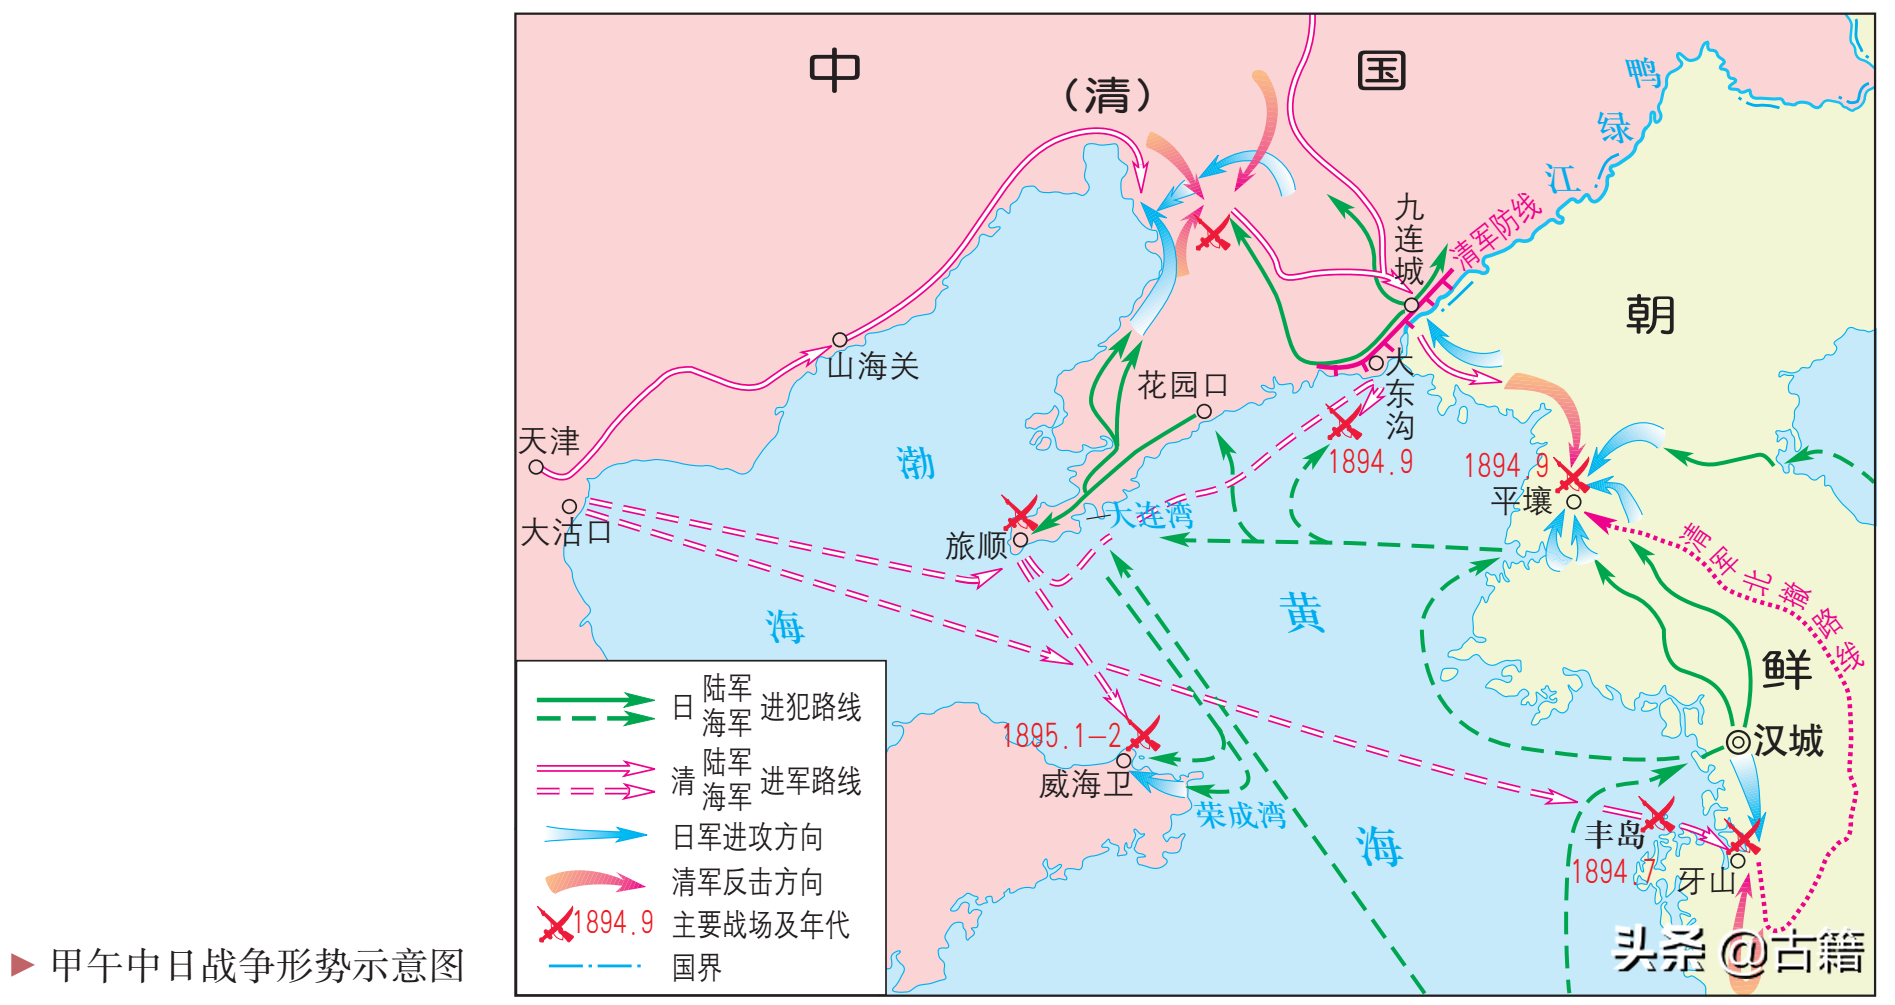 中
国
(清)
鸭
绿
江
清军防线
九连城
朝
山海关
花园口
大东沟
天津
渤
1894.9
1894.9
平壤
大沽口
大连湾
旅顺
清军北撤路线
黄
海
鲜
日 陆军 海军 进犯路线
1895.1-2
汉城
清 陆军 海军 进军路线
威海卫
荣成湾
海
丰岛
日军进攻方向
1894.7
牙山
清军反击方向
1894.9 主要战场及年代
国界
甲午中日战争形势示意图
头条 @古籍